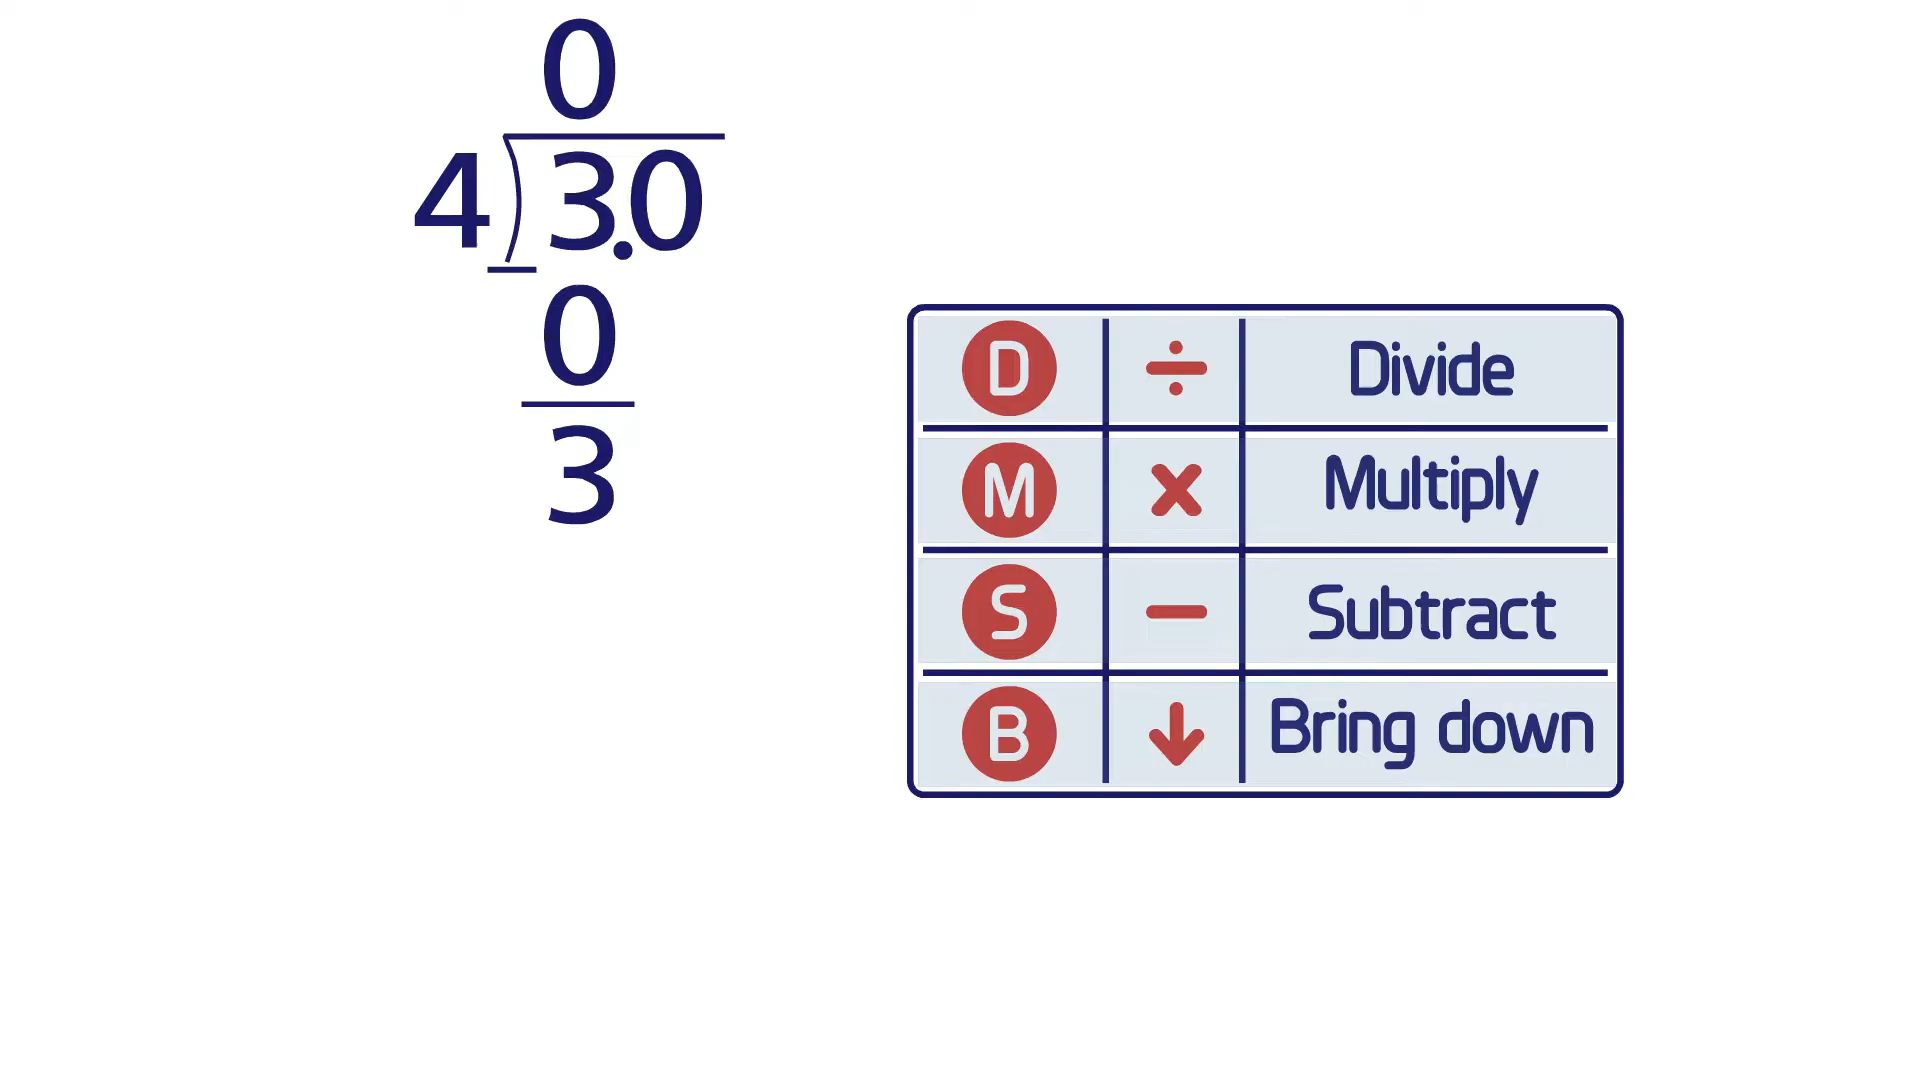 0
4)3.0
− 0
3
D ÷ Divide
M × Multiply
S − Subtract
B ↓ Bring down